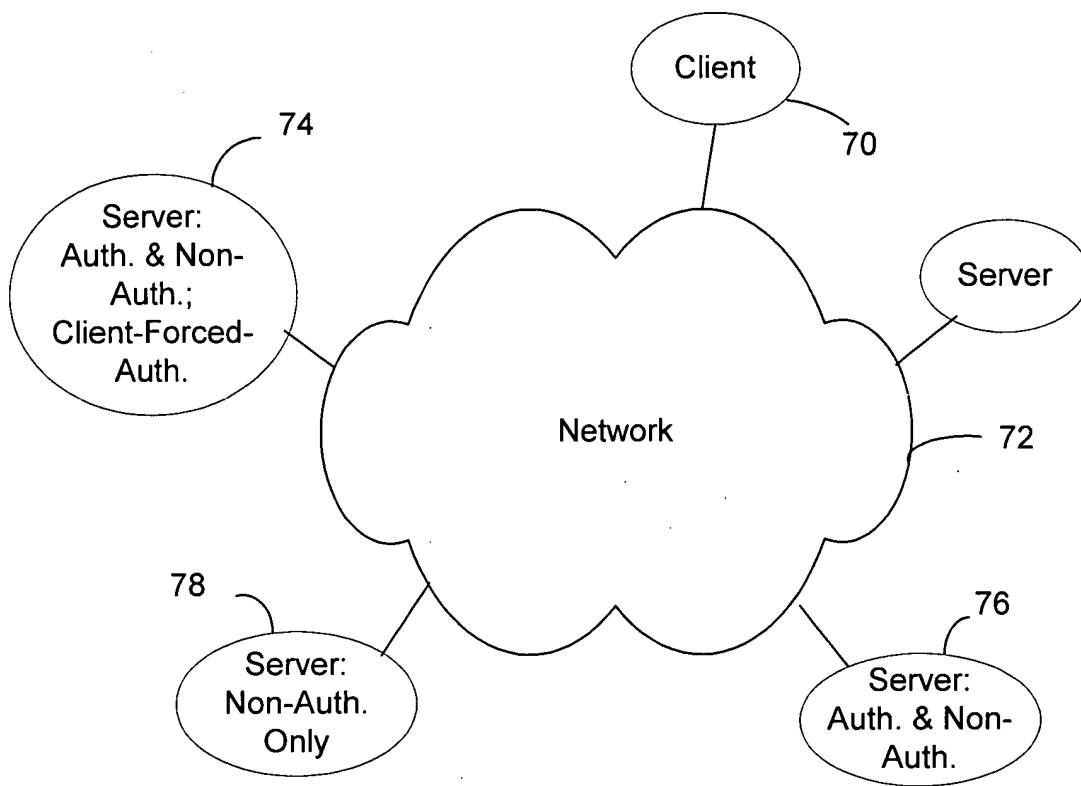 Client
70
74
Server:
Auth. & Non-
Auth.;
Client-Forced-
Auth.
Server
Network
72
78
Server:
Non-Auth.
Only
76
Server:
Auth. & Non-
Auth.